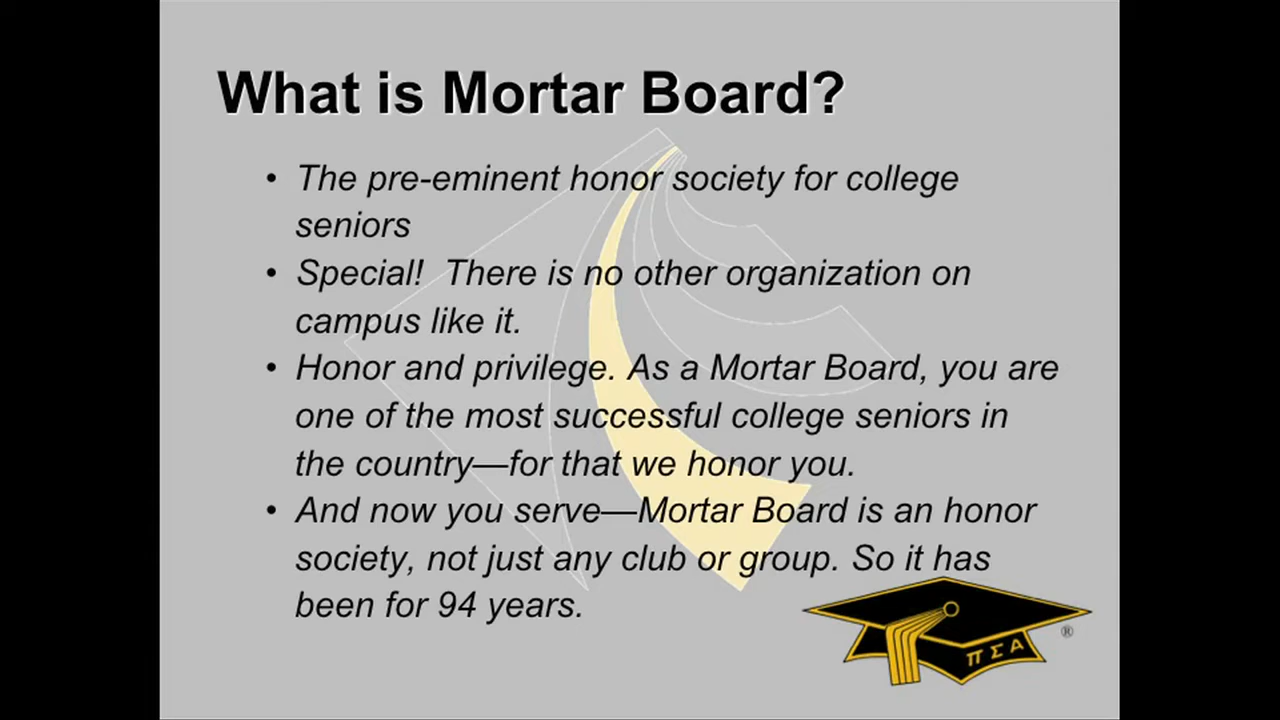 What is Mortar Board?
• The pre-eminent honor society for college
seniors
• Special!  There is no other organization on
campus like it.
• Honor and privilege. As a Mortar Board, you are
one of the most successful college seniors in
the country—for that we honor you.
• And now you serve—Mortar Board is an honor
society, not just any club or group. So it has
been for 94 years.
®
ΠΣΑ